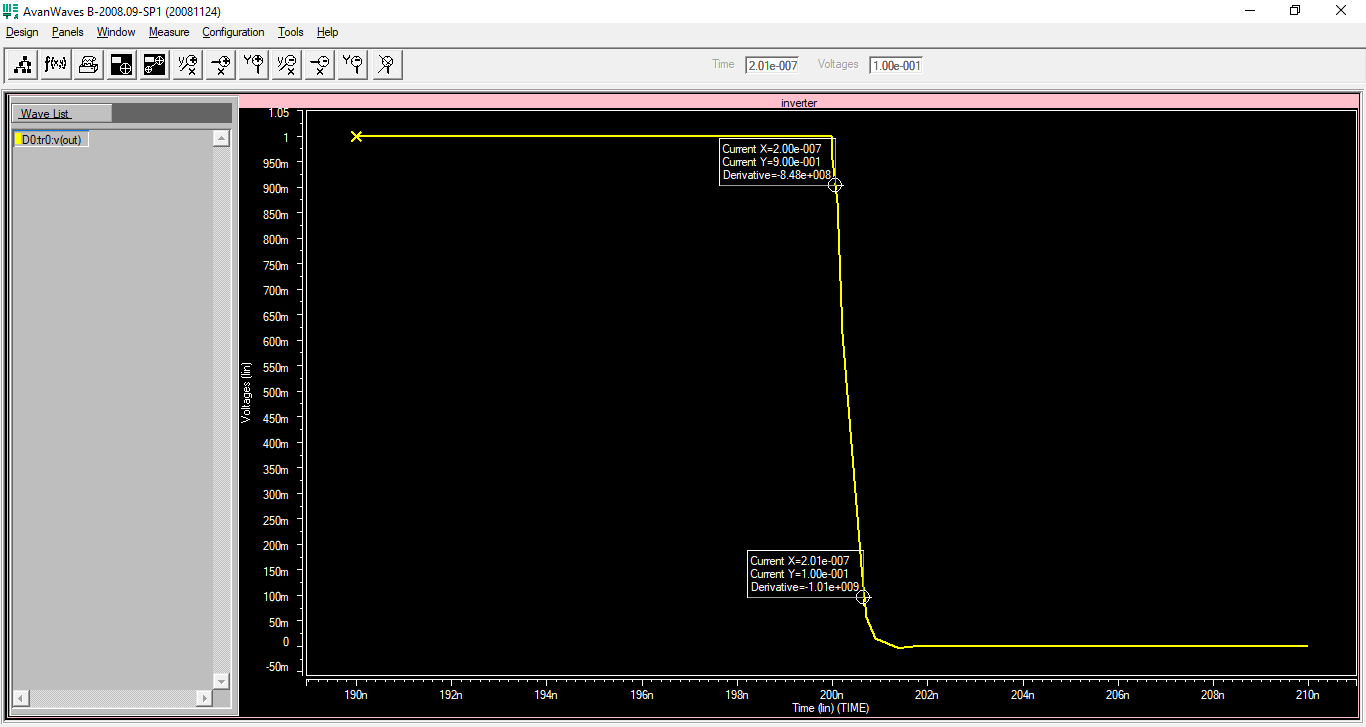 AvanWaves B-2008.09-SP1 (20081124)
Design Panels Window Measure Configuration Tools Help
f(x) Time 2.01e-007 Voltages 1.00e-001
Wave List
D0:tr0:v(out)
inverter
1.05
1
950m
900m
850m
800m
750m
700m
650m
600m
550m
500m
450m
400m
350m
300m
250m
200m
150m
100m
50m
0
-50m
Voltages (lin)
Current X=2.00e-007
Current Y=9.00e-001
Derivative=-8.48e+008
Current X=2.01e-007
Current Y=1.00e-001
Derivative=-1.01e+009
190n 192n 194n 196n 198n 200n 202n 204n 206n 208n 210n
Time (lin) (TIME)